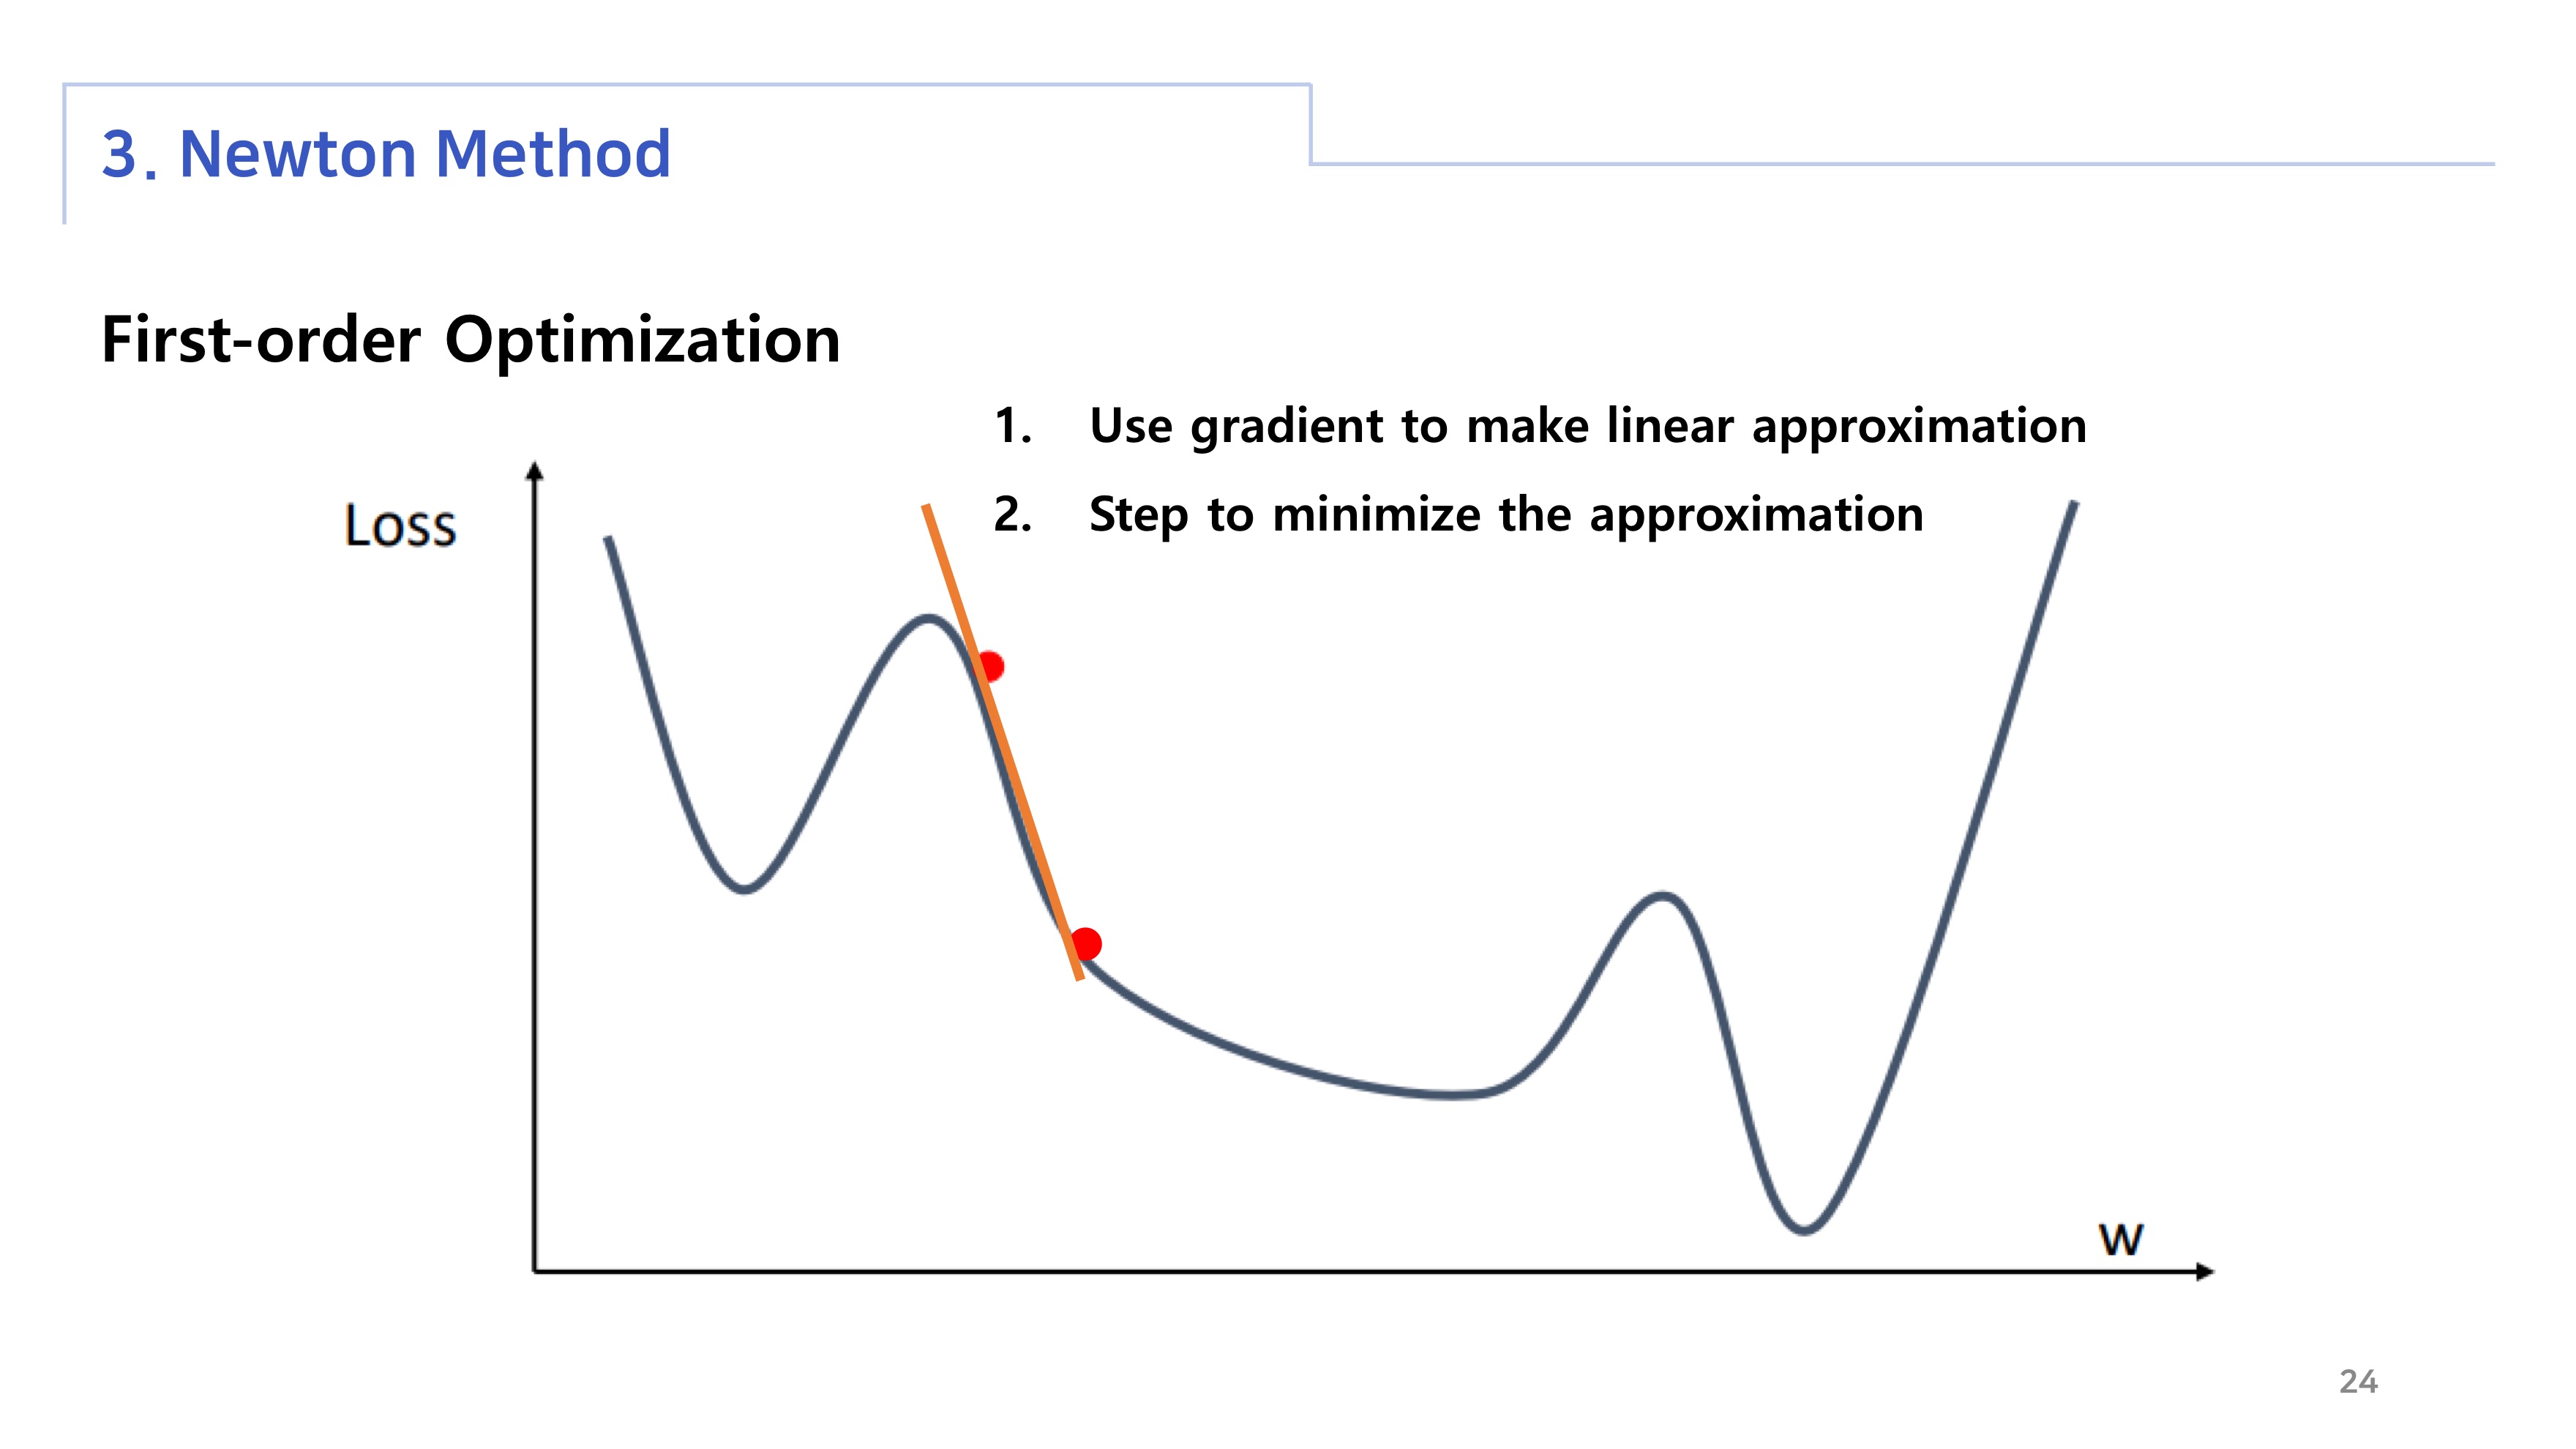 3. Newton Method
First-order Optimization
1. Use gradient to make linear approximation
2. Step to minimize the approximation
Loss
w
24